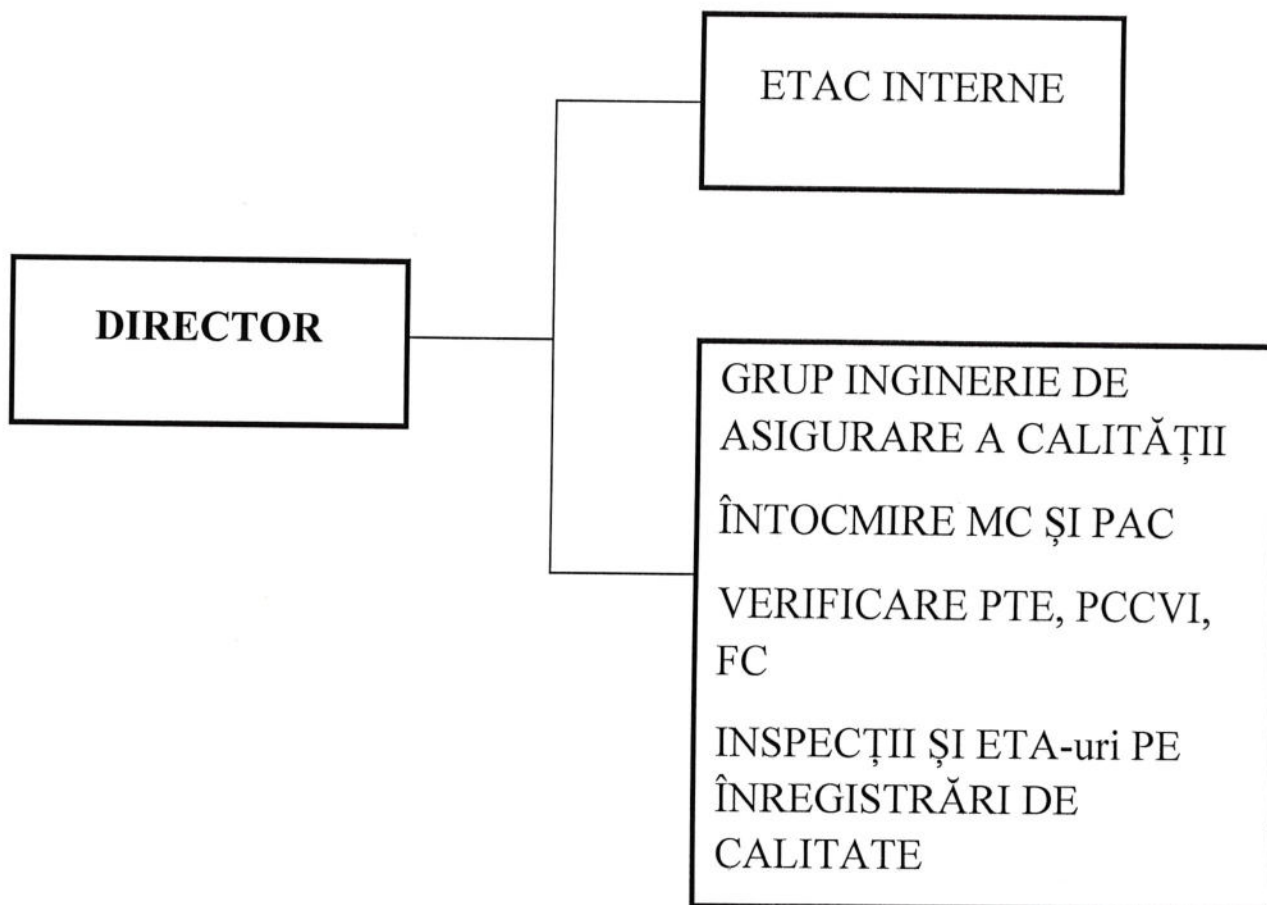 ETAC INTERNE
DIRECTOR
GRUP INGINERIE DE
ASIGURARE A CALITĂȚII
ÎNTOCMIRE MC ȘI PAC
VERIFICARE PTE, PCCVI,
FC
INSPECȚII ȘI ETA-uri PE
ÎNREGISTRĂRI DE
CALITATE